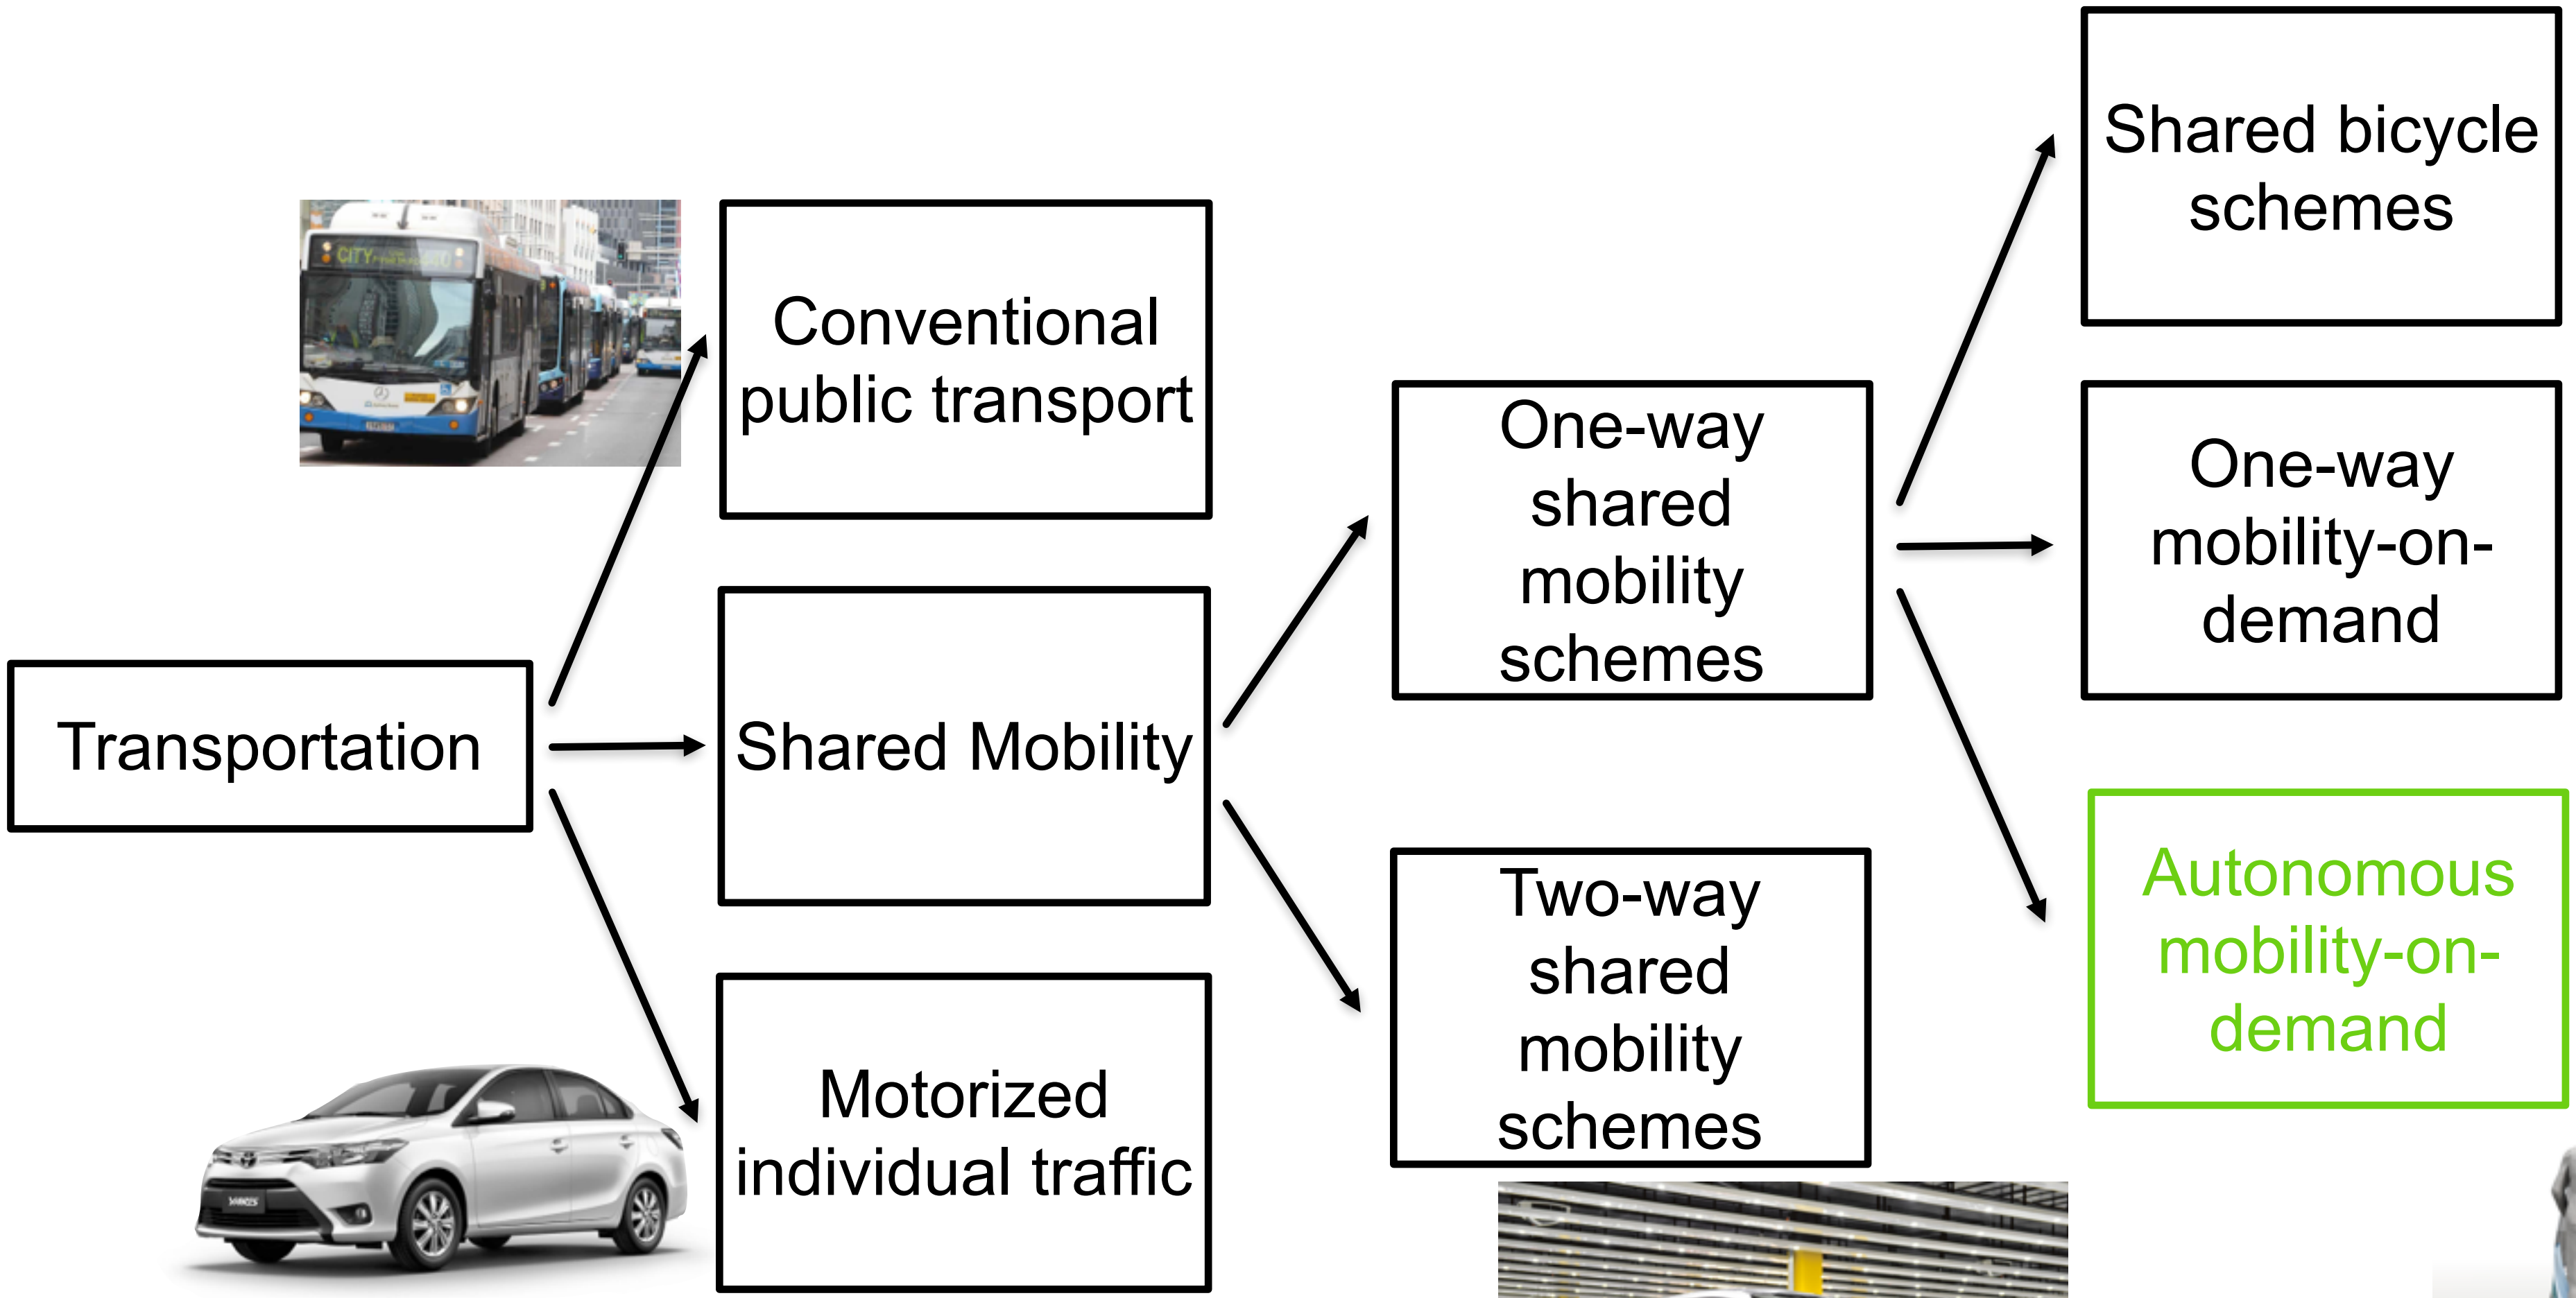 Transportation
CITY
Conventional
public transport
Shared Mobility
Motorized
individual traffic
One-way
shared
mobility
schemes
Two-way
shared
mobility
schemes
Shared bicycle
schemes
One-way
mobility-on-
demand
Autonomous
mobility-on-
demand